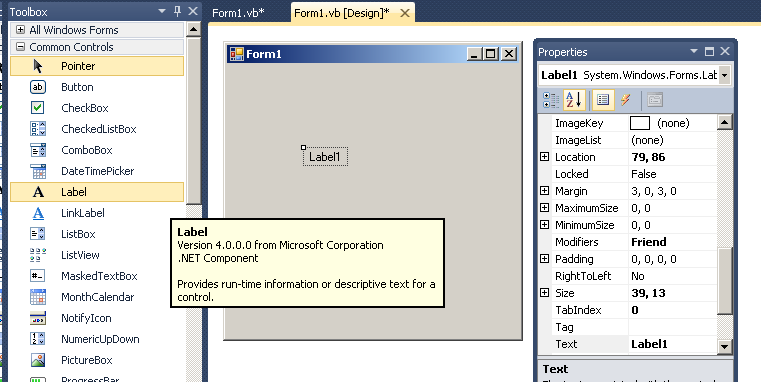 Toolbox
All Windows Forms
Common Controls
Pointer
Button
CheckBox
CheckedListBox
ComboBox
DateTimePicker
Label
LinkLabel
ListBox
ListView
MaskedTextBox
MonthCalendar
NotifyIcon
NumericUpDown
PictureBox
ProgressBar
Form1.vb*
Form1.vb [Design]*
Form1
Label1
Label
Version 4.0.0.0 from Microsoft Corporation
.NET Component
Provides run-time information or descriptive text for a
control.
Properties
Label1 System.Windows.Forms.Lab
ImageKey (none)
ImageList (none)
Location 79, 86
Locked False
Margin 3, 0, 3, 0
MaximumSize 0, 0
MinimumSize 0, 0
Modifiers Friend
Padding 0, 0, 0, 0
RightToLeft No
Size 39, 13
TabIndex 0
Tag
Text Label1
Text